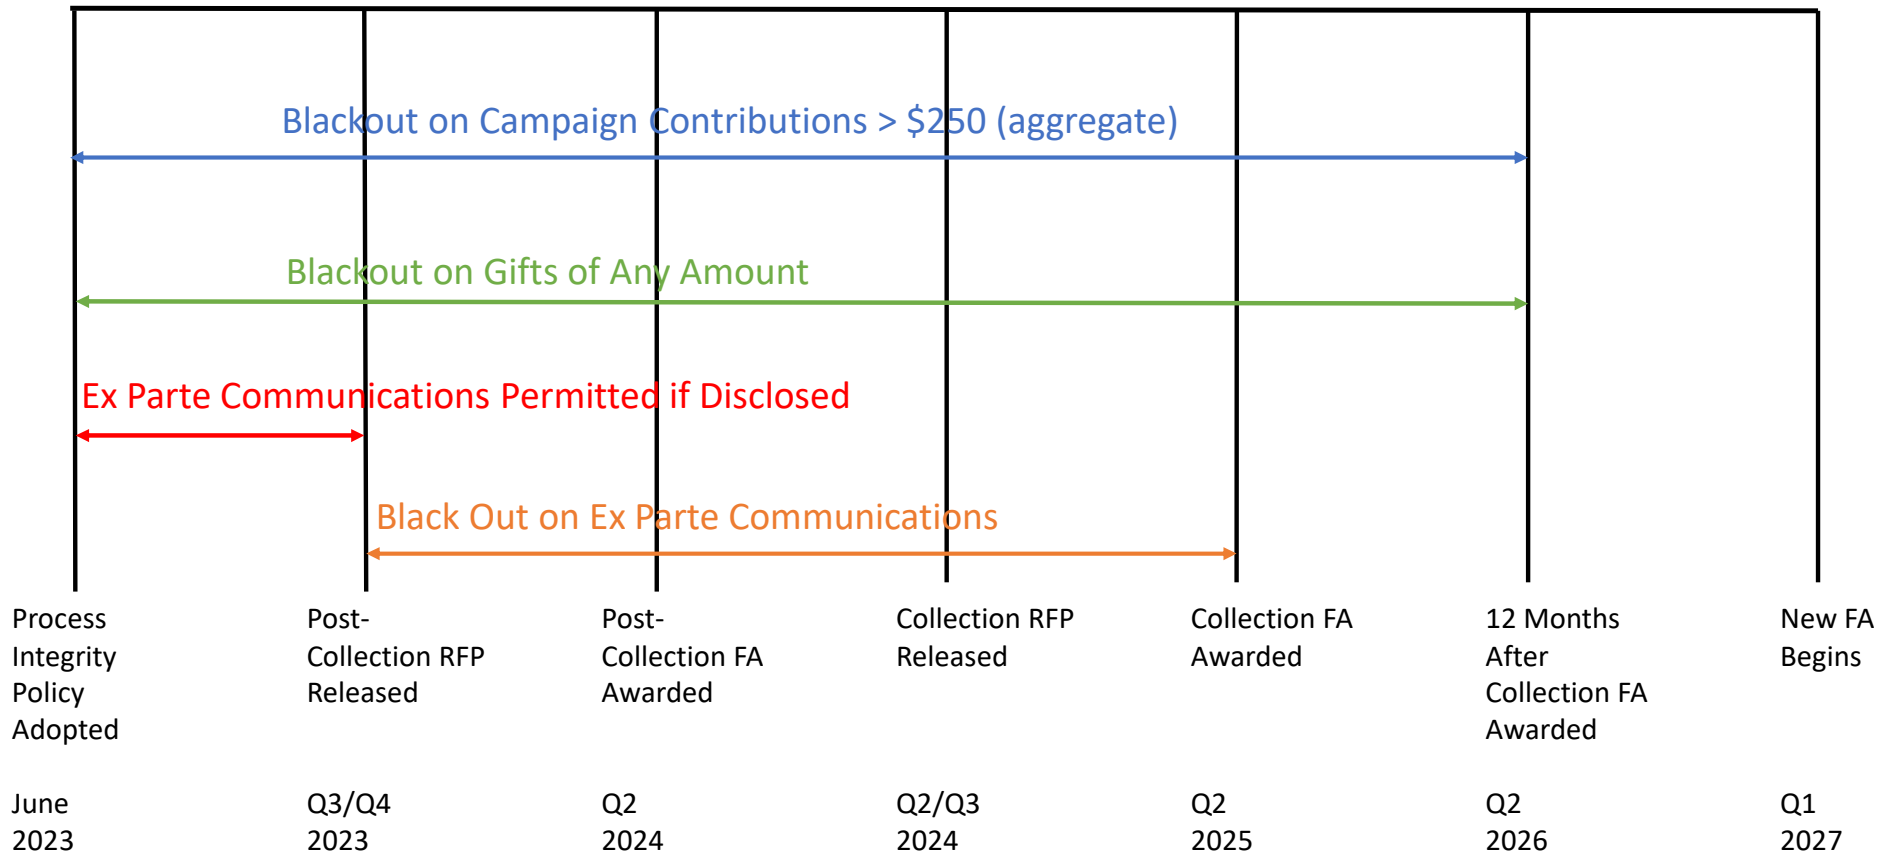 Blackout on Campaign Contributions > $250 (aggregate)
Blackout on Gifts of Any Amount
Ex Parte Communications Permitted if Disclosed
Black Out on Ex Parte Communications
Process
Integrity
Policy
Adopted
June
2023
Post-
Collection RFP
Released
Q3/Q4
2023
Post-
Collection FA
Awarded
Q2
2024
Collection RFP
Released
Q2/Q3
2024
Collection FA
Awarded
Q2
2025
12 Months
After
Collection FA
Awarded
Q2
2026
New FA
Begins
Q1
2027